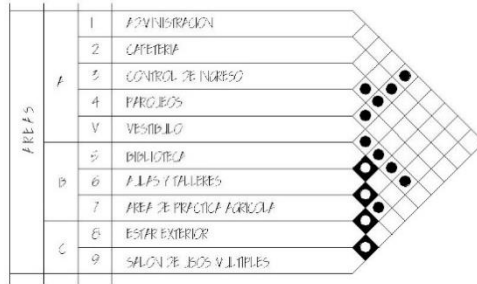 AREAS
A
1 ADMINISTRACION
2 CAFETERIA
3 CONTROL DE INGRESO
4 PARQUEOS
V VESTIBULO
B
5 BIBLIOTECA
6 AULAS Y TALLERES
7 AREA DE PRACTICA AGRICOLA
C
8 ESTAR EXTERIOR
9 SALON DE USOS MULTIPLES